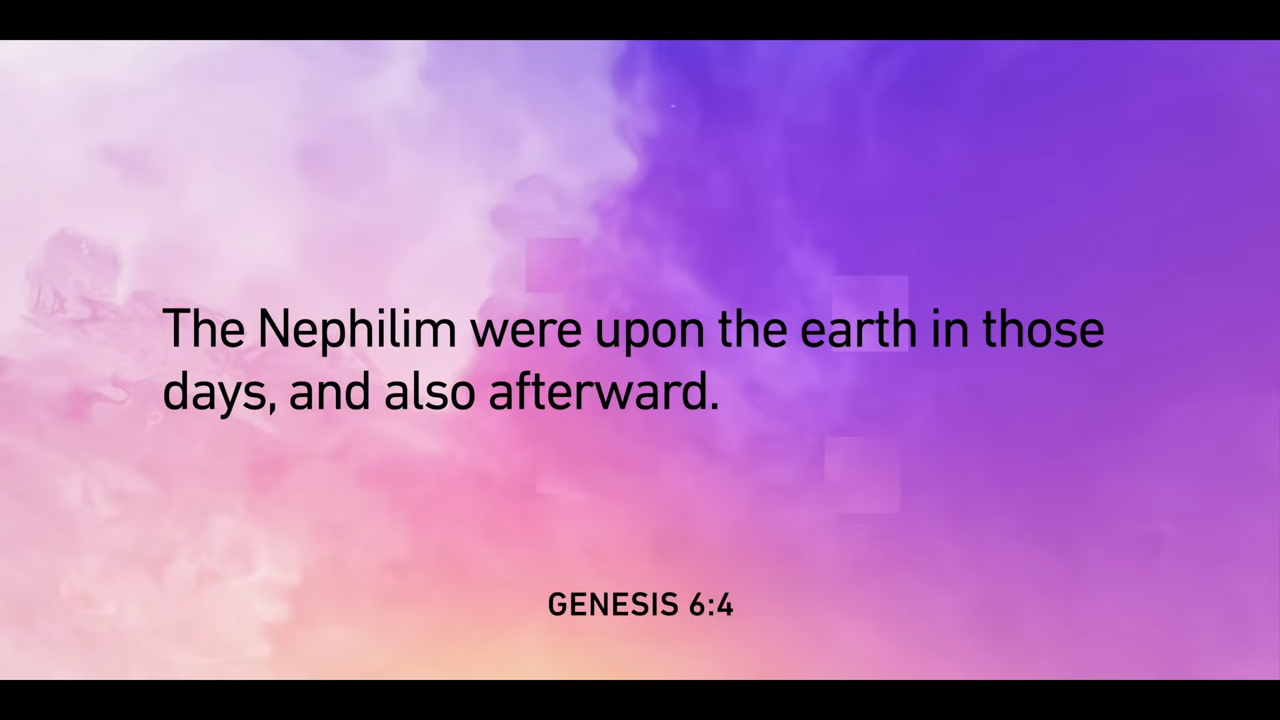 The Nephilim were upon the earth in those
days, and also afterward.
GENESIS 6:4